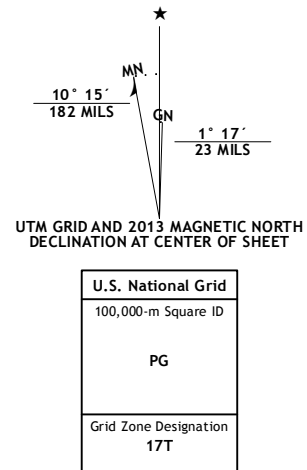 ★
MN
10° 15´
182 MILS
GN
1° 17´
23 MILS
UTM GRID AND 2013 MAGNETIC NORTH
DECLINATION AT CENTER OF SHEET
U.S. National Grid
100,000-m Square ID
PG
Grid Zone Designation
17T